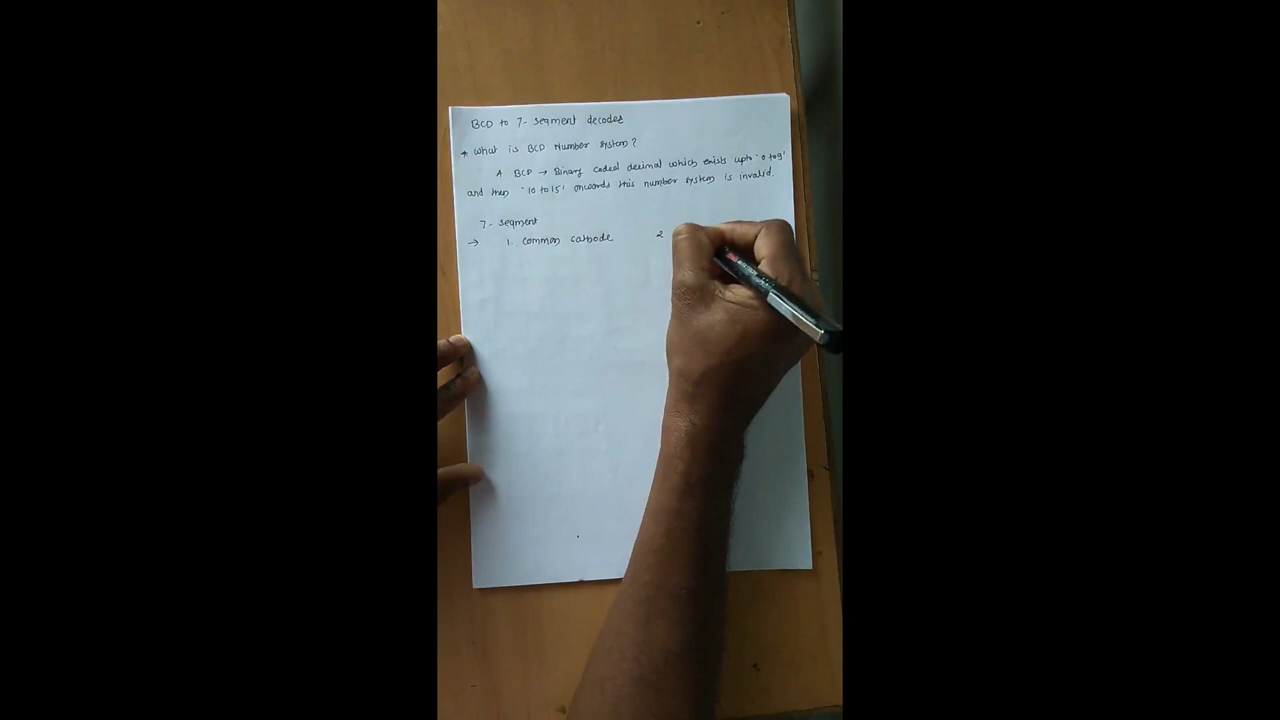 BCD to 7- segment decoder
* What is BCD Number system?
A BCD → Binary coded decimal which exists upto '0 to 9'
and then '10 to 15' onwards this number system is invalid.
7- segment
→ 1. Common cathode 2